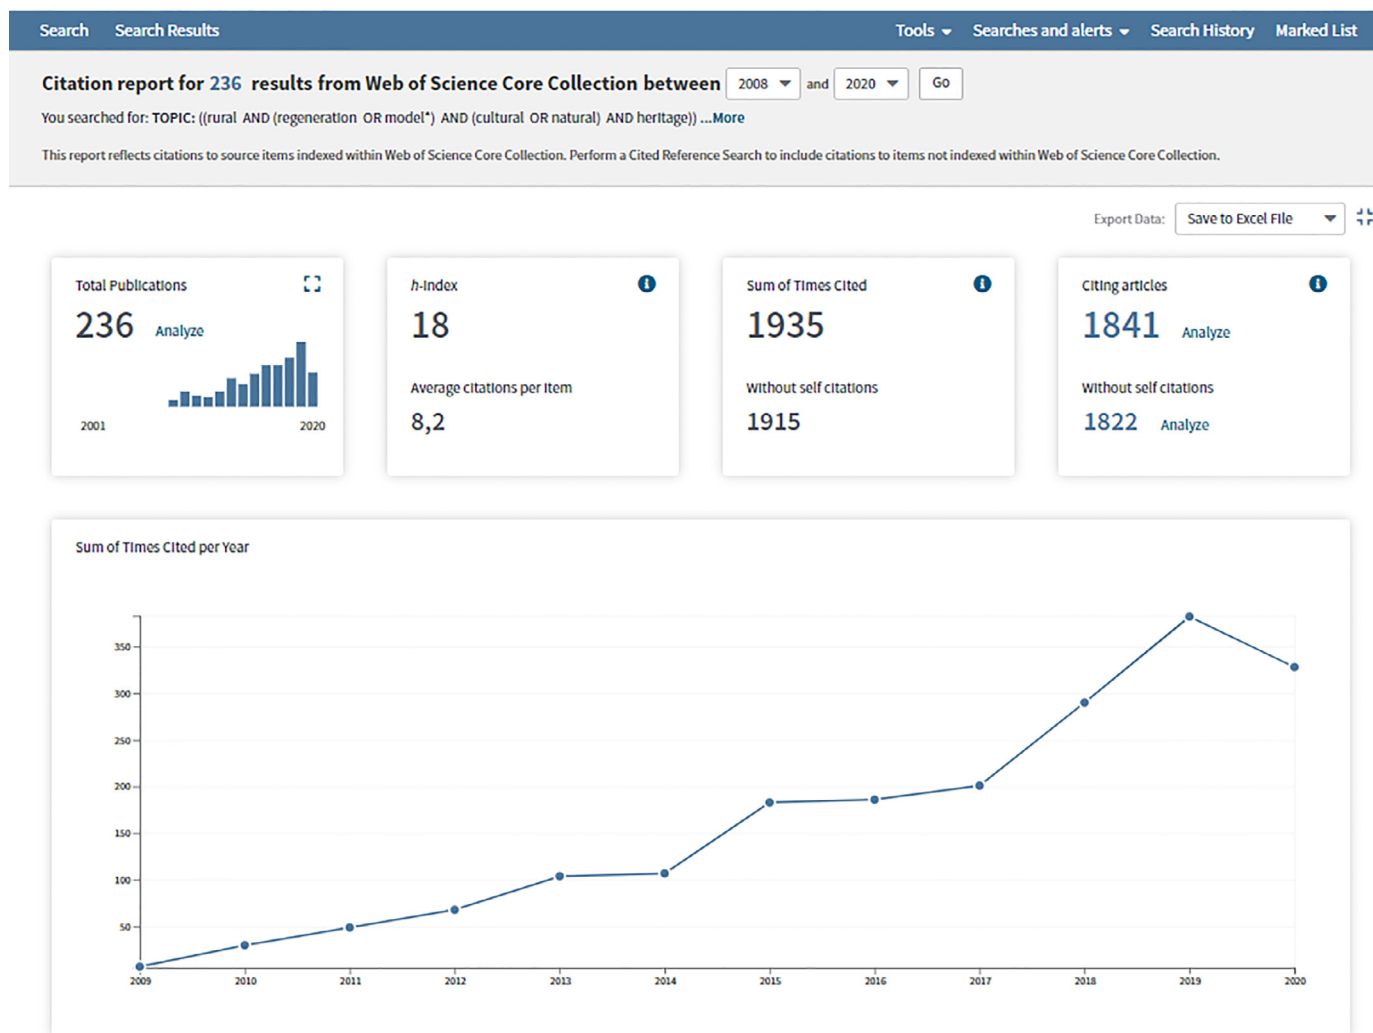 Search Search Results Tools Searches and alerts Search History Marked List
Citation report for 236 results from Web of Science Core Collection between 2008 and 2020 Go
You searched for: TOPIC: ((rural AND (regeneration OR model*) AND (cultural OR natural) AND heritage)) ...More
This report reflects citations to source items indexed within Web of Science Core Collection. Perform a Cited Reference Search to include citations to items not indexed within Web of Science Core Collection.
Export Data: Save to Excel File
Total Publications
236 Analyze
2001 2020
h-index
18
Average citations per item
8,2
Sum of Times Cited
1935
Without self citations
1915
Citing articles
1841 Analyze
Without self citations
1822 Analyze
Sum of Times Cited per Year
350
300
250
200
150
100
50
2009 2010 2011 2012 2013 2014 2015 2016 2017 2018 2019 2020